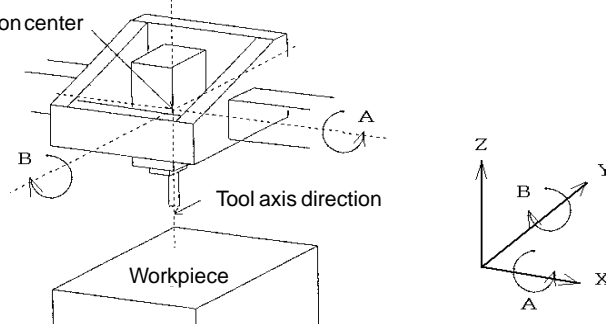 on center
A
B
Tool axis direction
Workpiece
Z
Y
B
X
A